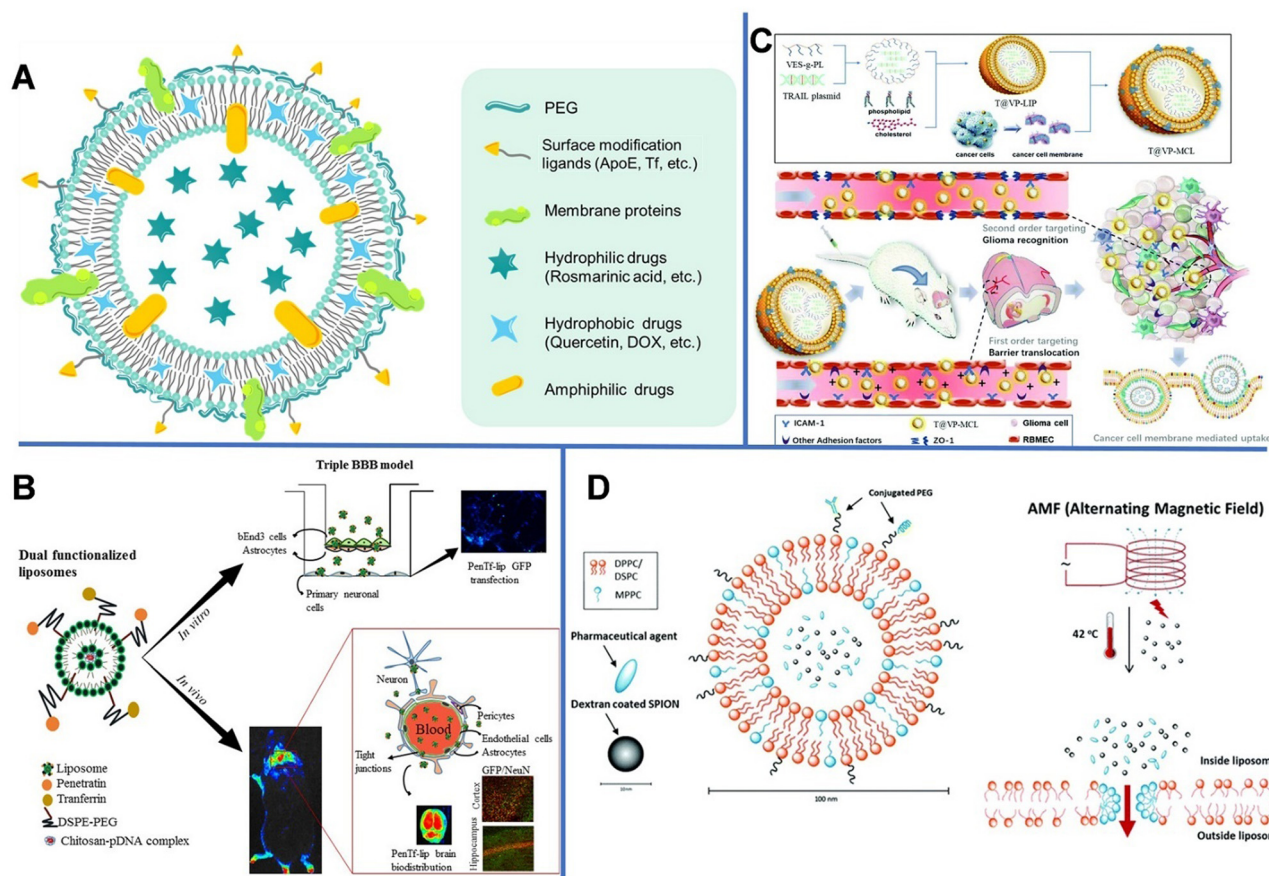 A
PEG
Surface modification
ligands (ApoE, Tf, etc.)
Membrane proteins
Hydrophilic drugs
(Rosmarinic acid, etc.)
Hydrophobic drugs
(Quercetin, DOX, etc.)
Amphiphilic drugs
C
VES-g-PL
TRAIL plasmid
phospholipid
cholesterol
T@VP-LIP
cancer cells
cancer cell membrane
T@VP-MCL
Second order targeting
Glioma recognition
First order targeting
Barrier translocation
Cancer cell membrane mediated uptake
ICAM-1
T@VP-MCL
Glioma cell
Other Adhesion factors
ZO-1
RBMEC
B
Triple BBB model
bEnd3 cells
Astrocytes
Primary neuronal
cells
PenTf-lip GFP
transfection
Dual functionalized
liposomes
In vitro
In vivo
Liposome
Penetratin
Tranferrin
DSPE-PEG
Chitosan-pDNA complex
Neuron
Blood
Pericytes
Endothelial cells
Astrocytes
Tight
junctions
GFP/NeuN
Cortex
Hippocampus
PenTf-lip brain
biodistribution
D
Conjugated PEG
DPPC/
DSPC
MPPC
Pharmaceutical agent
Dextran coated SPION
10nm
100 nm
AMF (Alternating Magnetic Field)
~
42 °C
Inside liposom
Outside liposom